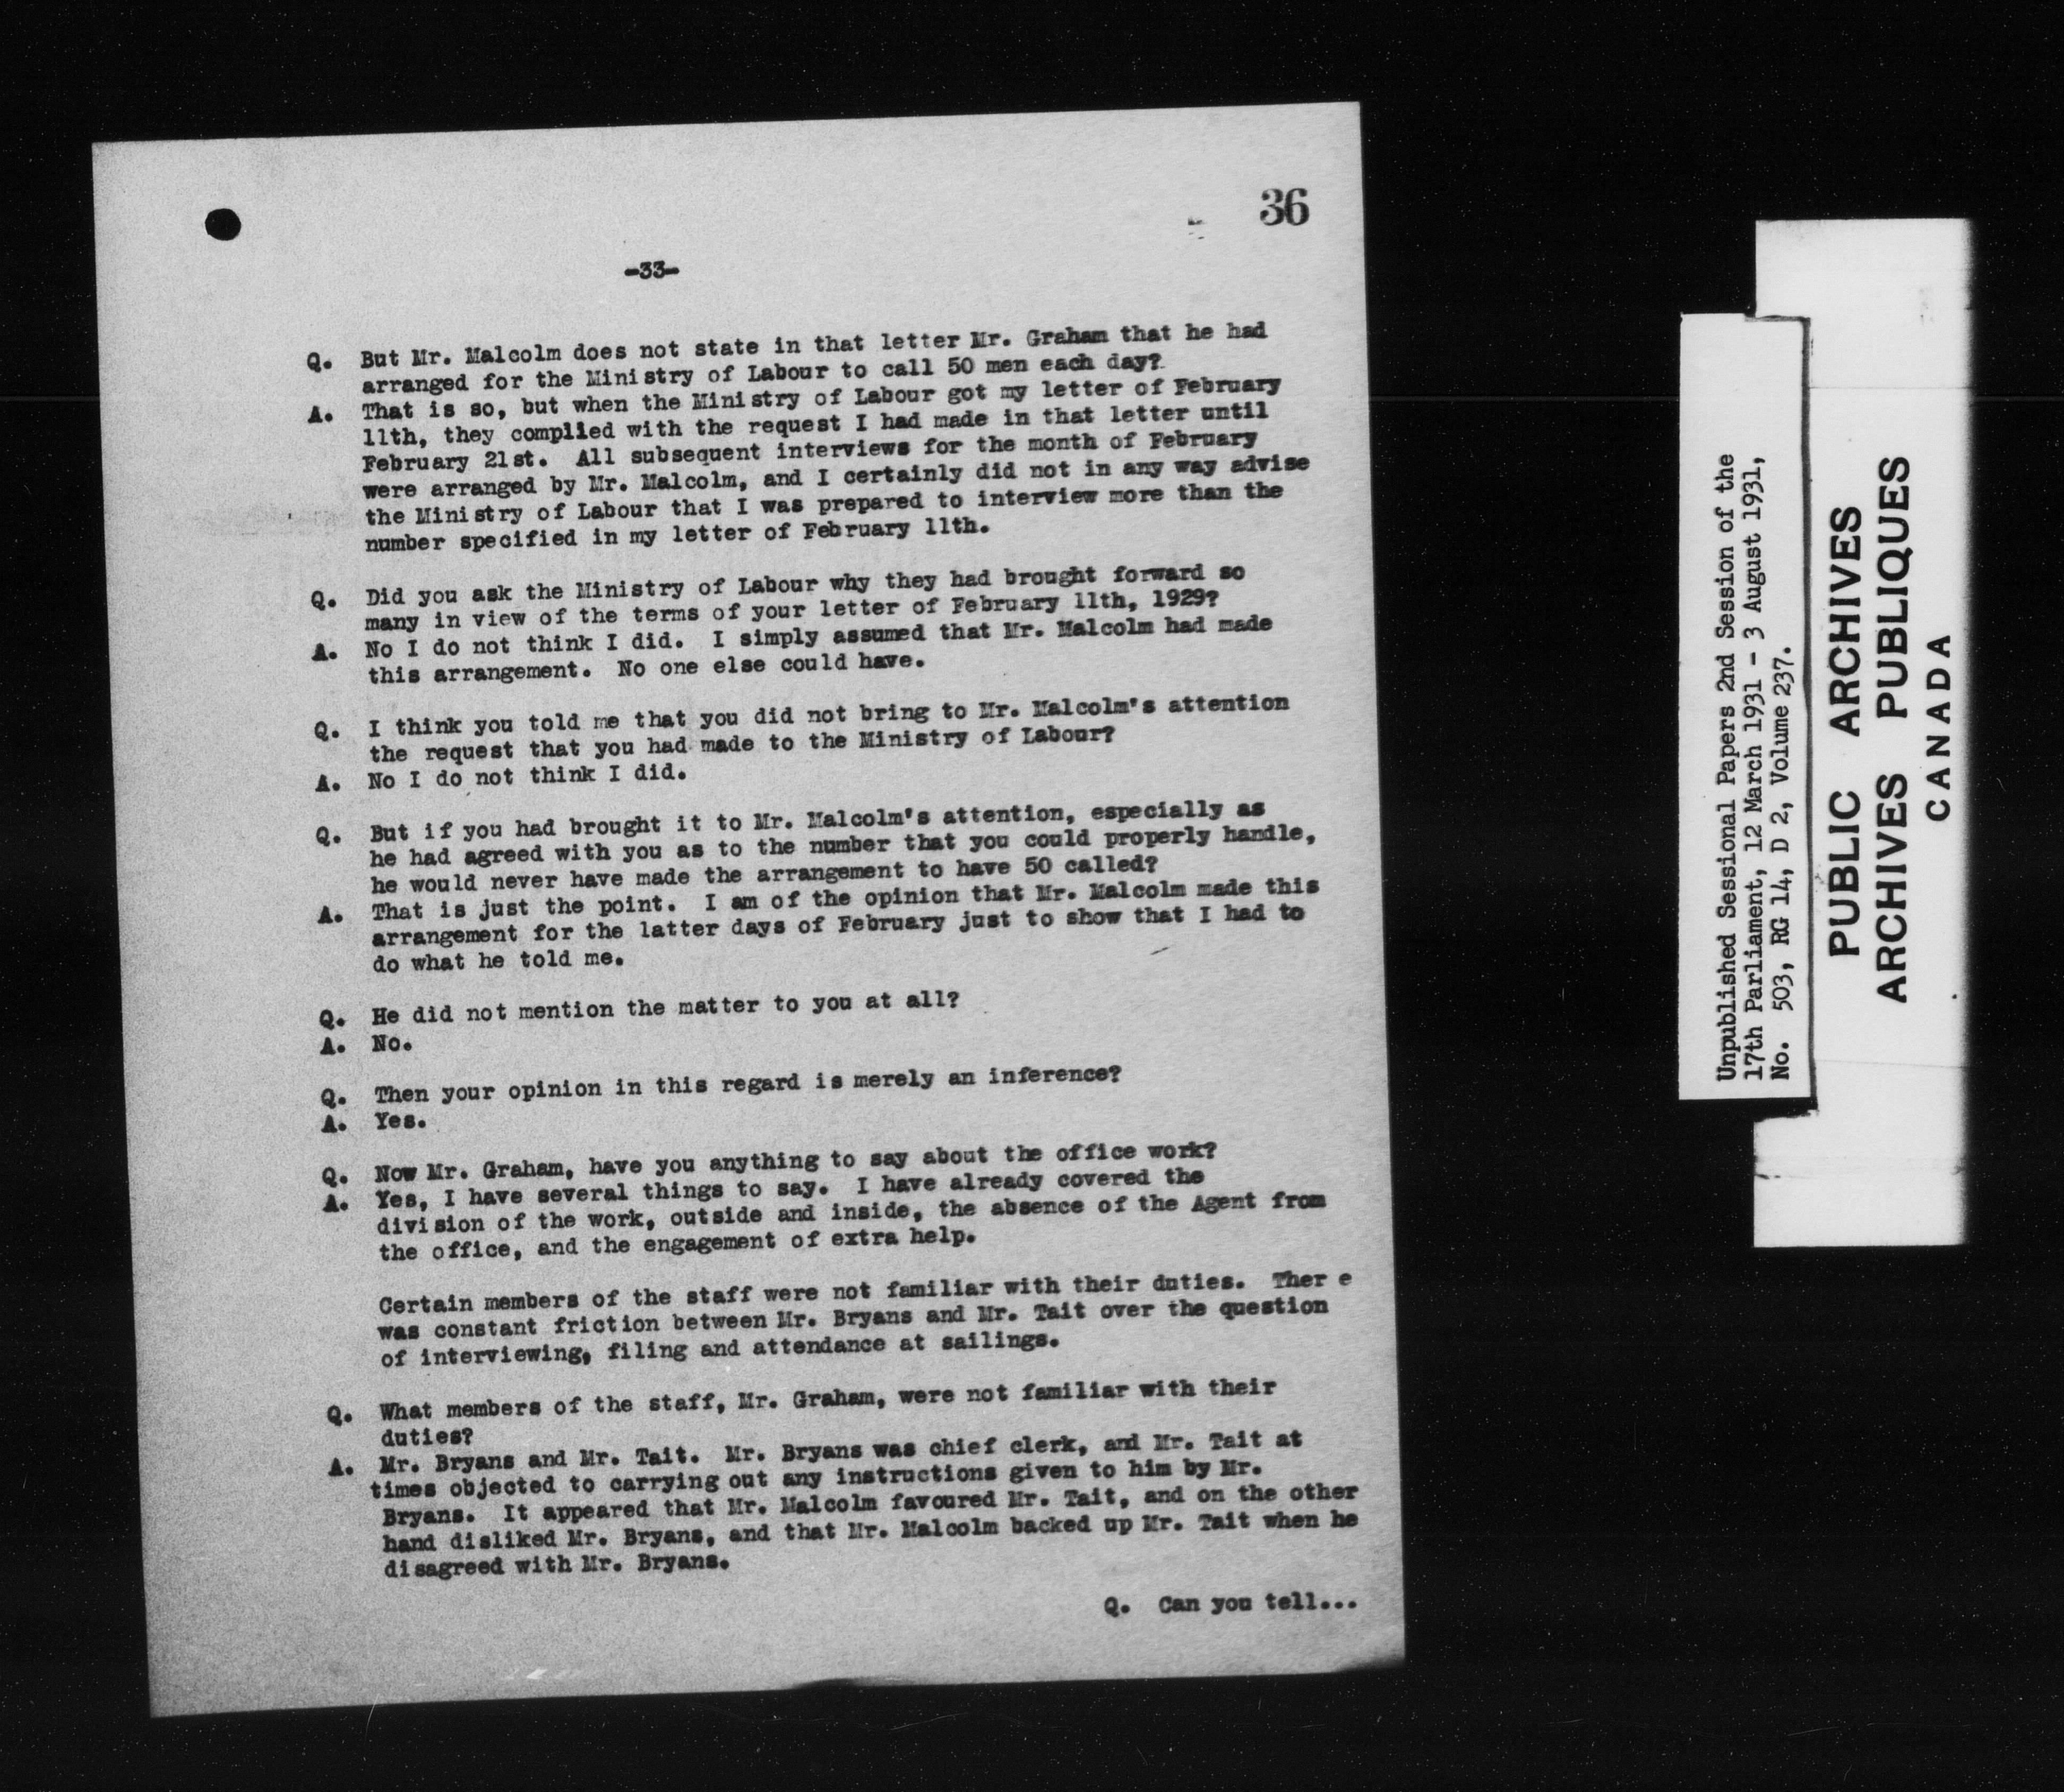 36
-33-
Q. But Mr. Malcolm does not state in that letter Mr. Graham that he had
arranged for the Ministry of Labour to call 50 men each day?
A. That is so, but when the Ministry of Labour got my letter of February
11th, they complied with the request I had made in that letter until
February 21st. All subsequent interviews for the month of February
were arranged by Mr. Malcolm, and I certainly did not in any way advise
the Ministry of Labour that I was prepared to interview more than the
number specified in my letter of February 11th.
Q. Did you ask the Ministry of Labour why they had brought forward so
many in view of the terms of your letter of February 11th, 1929?
A. No I do not think I did. I simply assumed that Mr. Malcolm had made
this arrangement. No one else could have.
Q. I think you told me that you did not bring to Mr. Malcolm's attention
the request that you had made to the Ministry of Labour?
A. No I do not think I did.
Q. But if you had brought it to Mr. Malcolm's attention, especially as
he had agreed with you as to the number that you could properly handle,
he would never have made the arrangement to have 50 called?
A. That is just the point. I am of the opinion that Mr. Malcolm made this
arrangement for the latter days of February just to show that I had to
do what he told me.
Q. He did not mention the matter to you at all?
A. No.
Q. Then your opinion in this regard is merely an inference?
A. Yes.
Q. Now Mr. Graham, have you anything to say about the office work?
A. Yes, I have several things to say. I have already covered the
division of the work, outside and inside, the absence of the Agent from
the office, and the engagement of extra help.
Certain members of the staff were not familiar with their duties. Ther e
was constant friction between Mr. Bryans and Mr. Tait over the question
of interviewing, filing and attendance at sailings.
Q. What members of the staff, Mr. Graham, were not familiar with their
duties?
A. Mr. Bryans and Mr. Tait. Mr. Bryans was chief clerk, and Mr. Tait at
times objected to carrying out any instructions given to him by Mr.
Bryans. It appeared that Mr. Malcolm favoured Mr. Tait, and on the other
hand disliked Mr. Bryans, and that Mr. Malcolm backed up Mr. Tait when he
disagreed with Mr. Bryans.
Q. Can you tell...
Unpublished Sessional Papers 2nd Session of the
17th Parliament, 12 March 1931 - 3 August 1931,
No. 503, RG 14, D 2, Volume 237.
PUBLIC ARCHIVES
ARCHIVES PUBLIQUES
CANADA